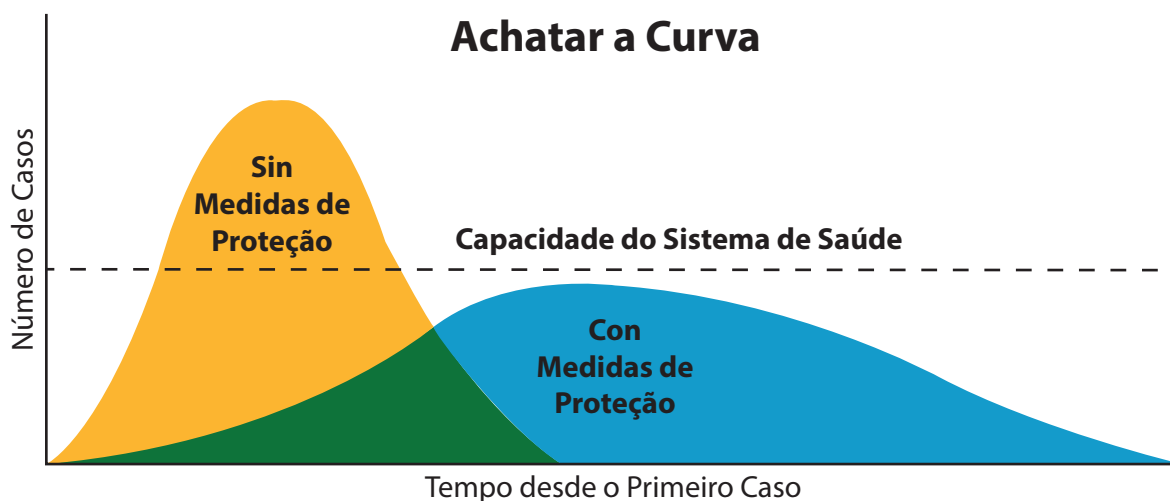 Achatar a Curva
Número de Casos
Sin
Medidas de
Proteção
Capacidade do Sistema de Saúde
Con
Medidas de
Proteção
Tempo desde o Primeiro Caso